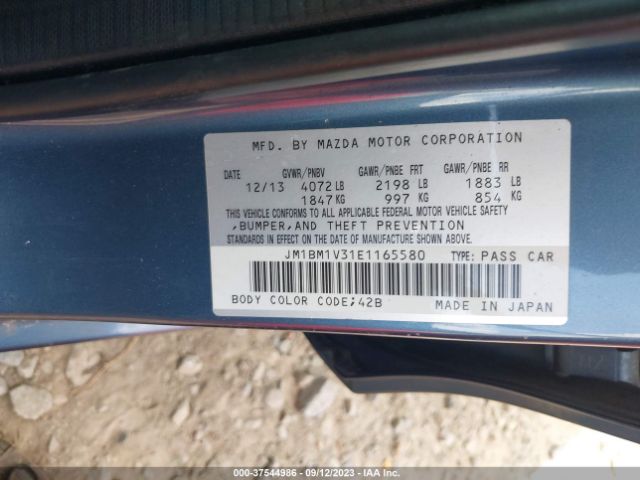 MFD. BY MAZDA MOTOR CORPORATION
DATE GVWR/PNBV GAWR/PNBE FRT GAWR/PNBE RR
12/13 4072 LB 2198 LB 1883 LB
1847 KG 997 KG 854 KG
THIS VEHICLE CONFORMS TO ALL APPLICABLE FEDERAL MOTOR VEHICLE SAFETY
,BUMPER,AND THEFT PREVENTION
STANDARDS IN EFFECT ON THE DATE OF MANUFACTURE SHOWN ABOVE.
JM1BM1V31E1165580 TYPE: PASS CAR
BODY COLOR CODE;42B MADE IN JAPAN
000-37544986 - 09/12/2023 - IAA Inc.